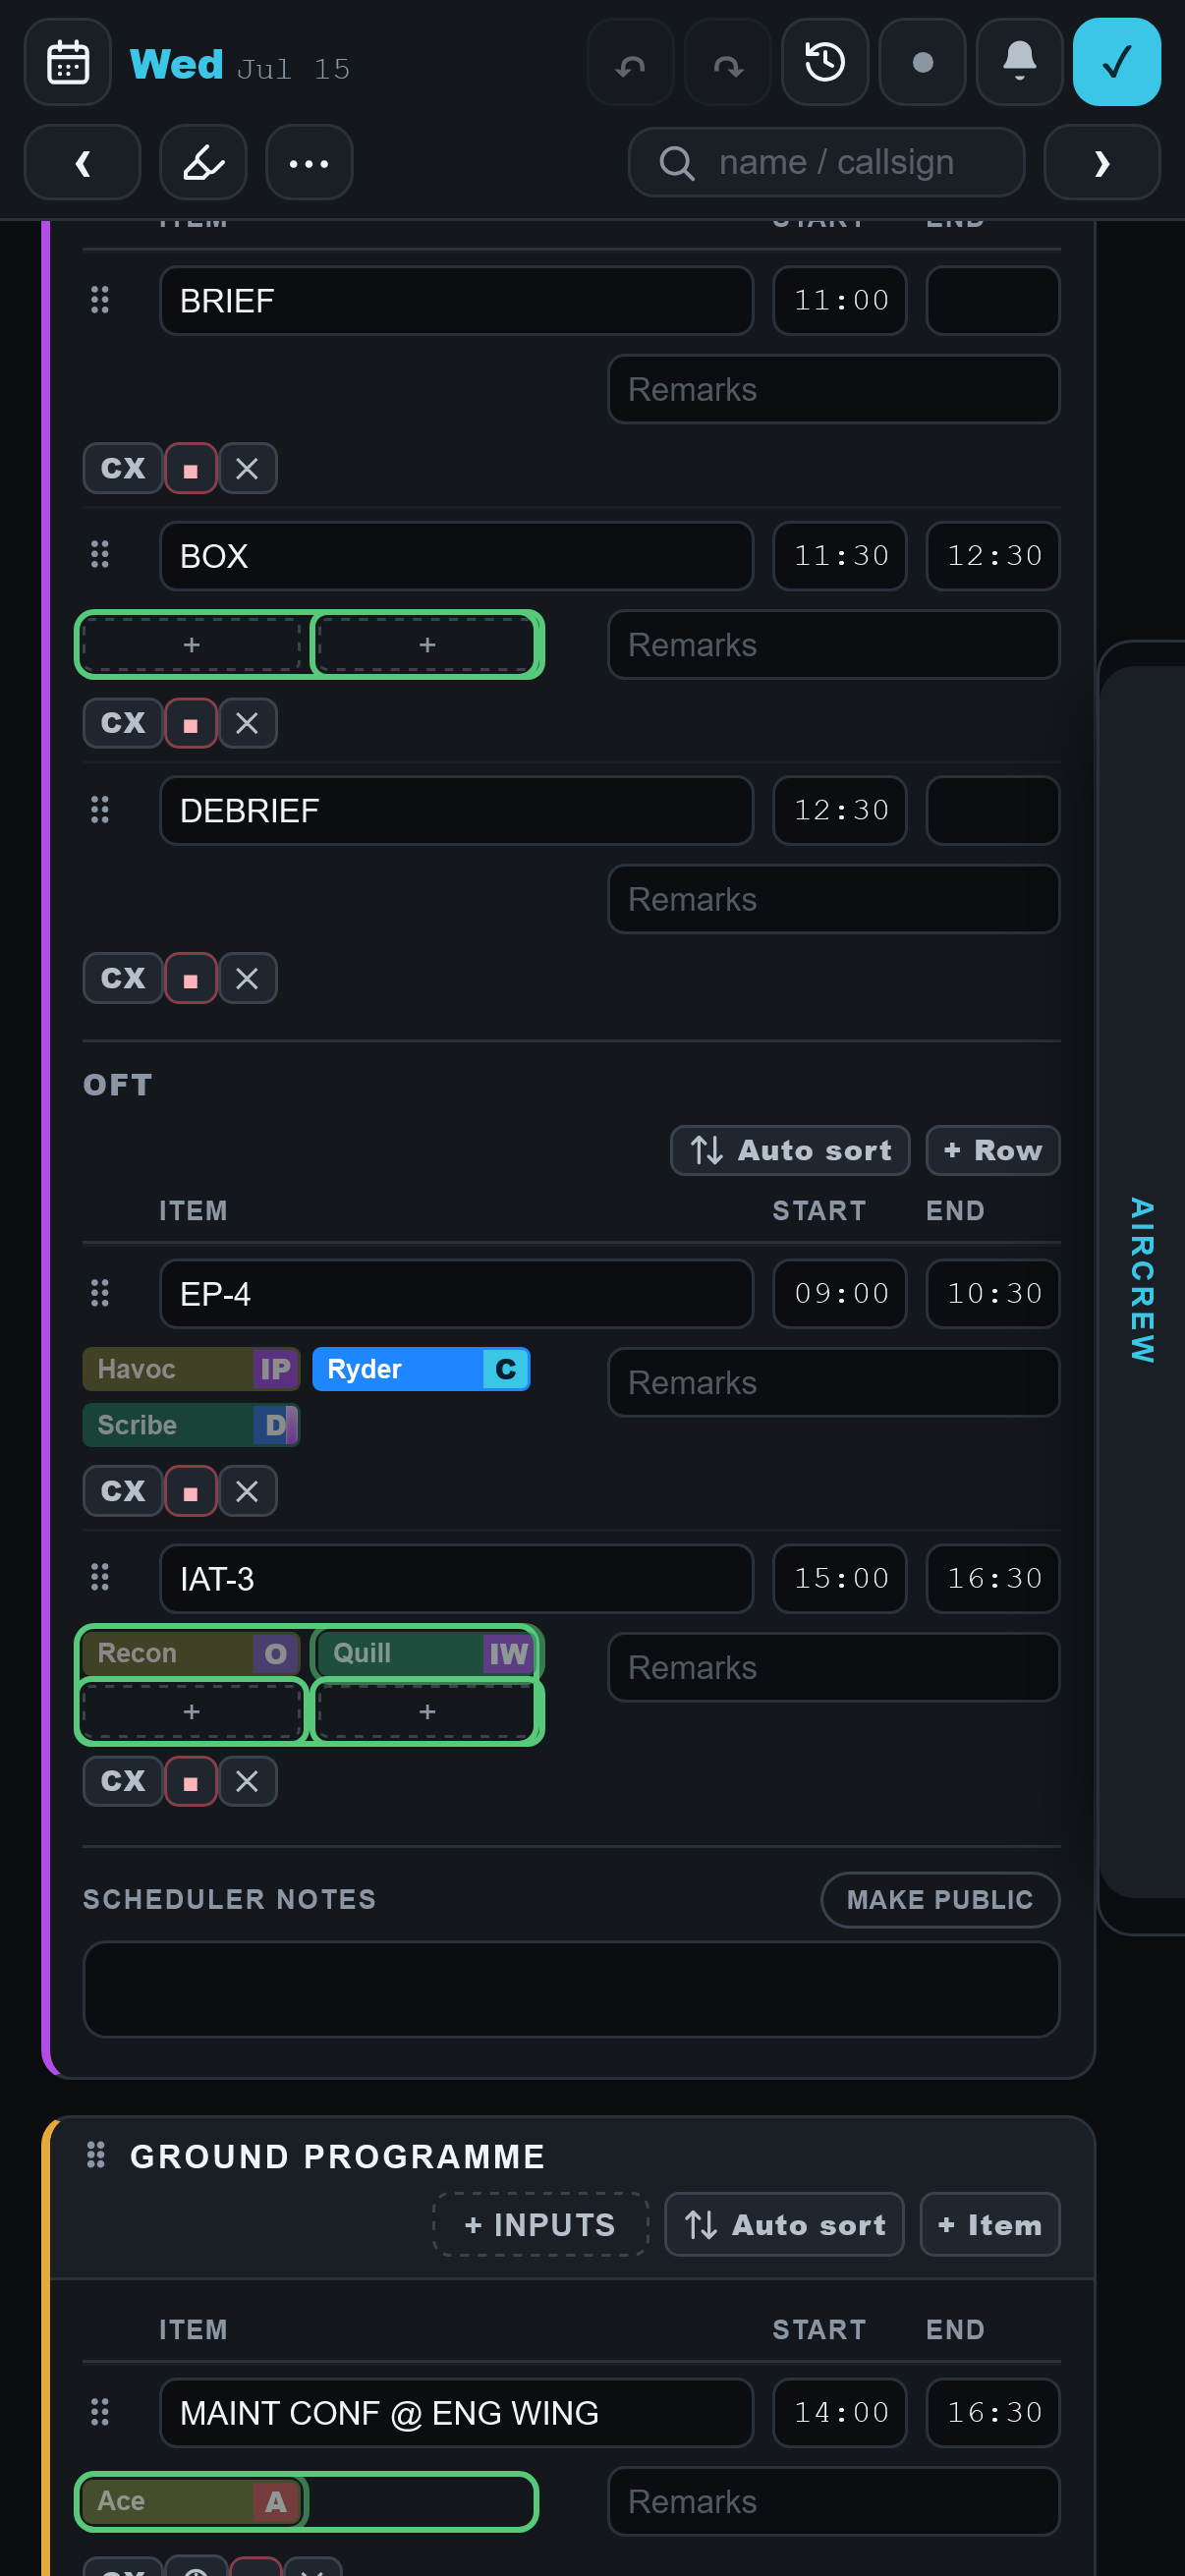 Wed Jul 15
name / callsign
ITEM START END
BRIEF 11:00
Remarks
CX
BOX 11:30 12:30
+ + Remarks
CX
DEBRIEF 12:30
Remarks
CX
OFT
Auto sort + Row
ITEM START END
EP-4 09:00 10:30
Havoc IP Ryder C Remarks
Scribe D
CX
IAT-3 15:00 16:30
Recon O Quill IW Remarks
+ +
CX
SCHEDULER NOTES MAKE PUBLIC
AIRCREW
GROUND PROGRAMME
+ INPUTS Auto sort + Item
ITEM START END
MAINT CONF @ ENG WING 14:00 16:30
Ace A Remarks
CX